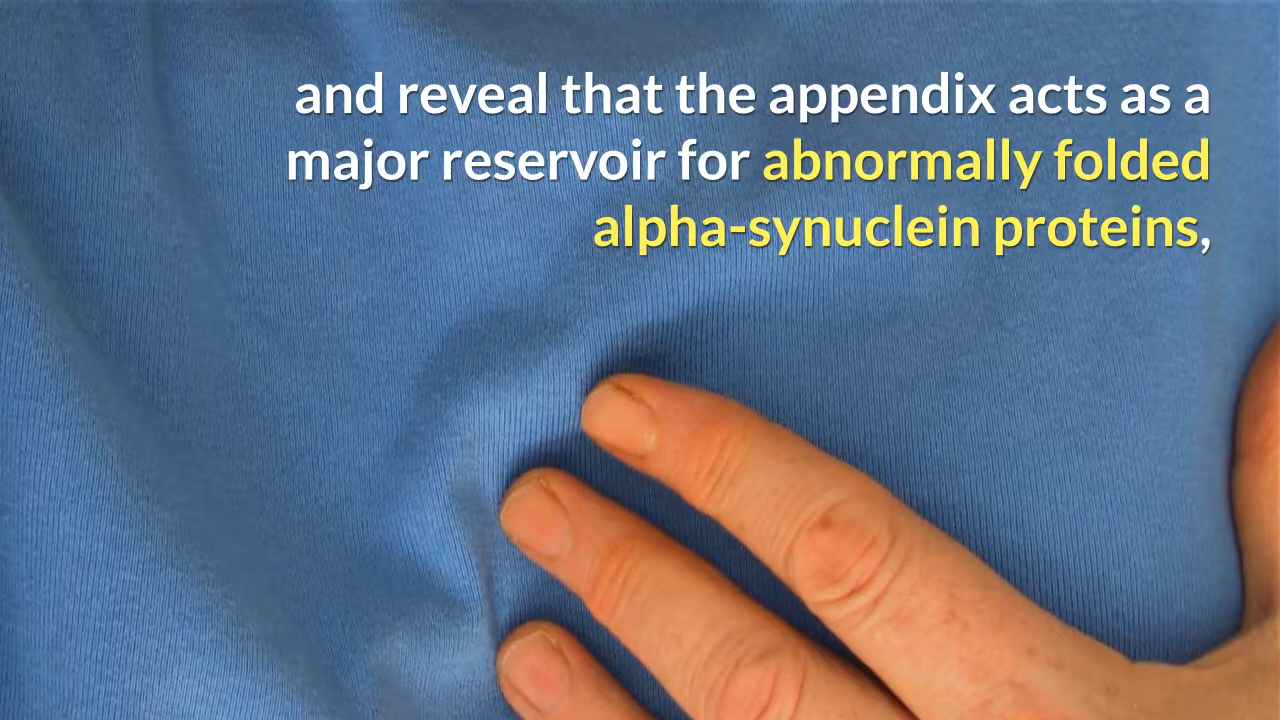 and reveal that the appendix acts as a
major reservoir for abnormally folded
alpha-synuclein proteins,